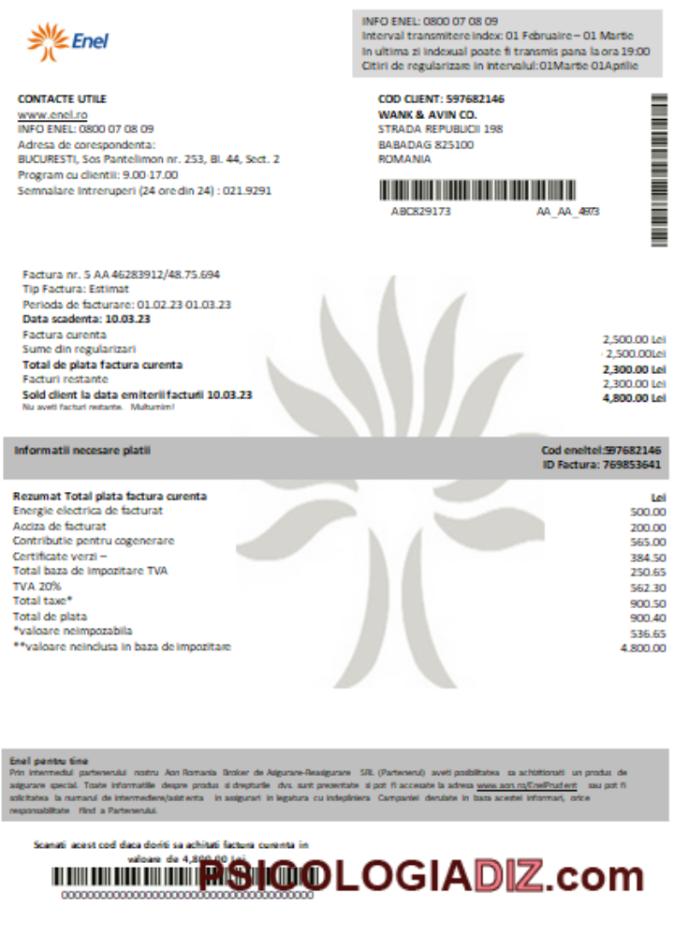 Enel
INFO ENEL: 0800 07 08 09
Interval transmitere index: 01 Februaire – 01 Martie
In ultima zi indexual poate fi transmis pana la ora 19:00
Citiri de regularizare in intervalul: 01Martie 01Aprilie
CONTACTE UTILE
www.enel.ro
INFO ENEL: 0800 07 08 09
Adresa de corespondenta:
BUCURESTI, Sos Pantelimon nr. 253, Bl. 44, Sect. 2
Program cu clientii: 9.00 17.00
Semnalare Intreruperi (24 ore din 24) : 021.9291
COD CLIENT: 597682146
WANK & AVIN CO.
STRADA REPUBLICII 198
BABADAG 825100
ROMANIA
ABC829173 AA_AA_4973
Factura nr. 5 AA 46283912/48.75.694
Tip Factura: Estimat
Perioda de facturare: 01.02.23 01.03.23
Data scadenta: 10.03.23
Factura curenta 2,500.00 Lei
Sume din regularizari - 2,500.00Lei
Total de plata factura curenta 2,300.00 Lei
Facturi restante 2,300.00 Lei
Sold client la data emiterii facturii 10.03.23 4,800.00 Lei
Nu aveti facturi restante. Multumim!
Informatii necesare platii Cod eneltel:597682146
ID Factura: 769853641
Rezumat Total plata factura curenta Lei
Energie electrica de facturat 500.00
Acciza de facturat 200.00
Contributie pentru cogenerare 565.00
Certificate verzi – 384.50
Total baza de impozitare TVA 250.65
TVA 20% 562.30
Total taxe* 900.50
Total de plata 900.40
*valoare neimpozabila 536.65
**valoare neinclusa in baza de impozitare 4.800.00
Enel pentru tine
Prin intermediul partenerului nostru Aon Romania Broker de Asigurare-Reasigurare SRL (Partenerul) aveti posibilitatea sa achizitionati un produs de
asigurare special. Toate informatiile despre produs si drepturile dvs. sunt prezentate si pot fi accesate la adresa www.aon.ro/EnelPrudent sau pot fi
solicitatea la numarul de intermediere/asistenta in asigurari in legatura cu indeplinira Campaniei derulate in baza acestei informari, orice
responsabilitate fiind a Partenerului.
Scanati acest cod daca doriti sa achitati factura curenta in
valoare de 4,800.00 Lei
PSICOLOGIADIZ.com